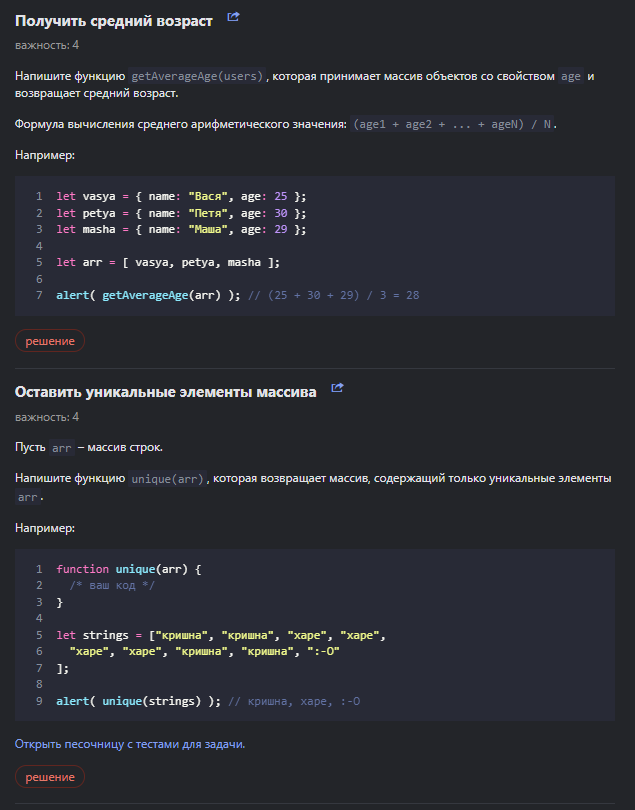 Получить средний возраст
важность: 4
Напишите функцию getAverageAge(users), которая принимает массив объектов со свойством age и
возвращает средний возраст.
Формула вычисления среднего арифметического значения: (age1 + age2 + ... + ageN) / N.
Например:
1 let vasya = { name: "Вася", age: 25 };
2 let petya = { name: "Петя", age: 30 };
3 let masha = { name: "Маша", age: 29 };
4
5 let arr = [ vasya, petya, masha ];
6
7 alert( getAverageAge(arr) ); // (25 + 30 + 29) / 3 = 28
решение
Оставить уникальные элементы массива
важность: 4
Пусть arr – массив строк.
Напишите функцию unique(arr), которая возвращает массив, содержащий только уникальные элементы
arr.
Например:
1 function unique(arr) {
2   /* ваш код */
3 }
4
5 let strings = ["кришна", "кришна", "харе", "харе",
6   "харе", "харе", "кришна", "кришна", ":-O"
7 ];
8
9 alert( unique(strings) ); // кришна, харе, :-O
Открыть песочницу с тестами для задачи.
решение